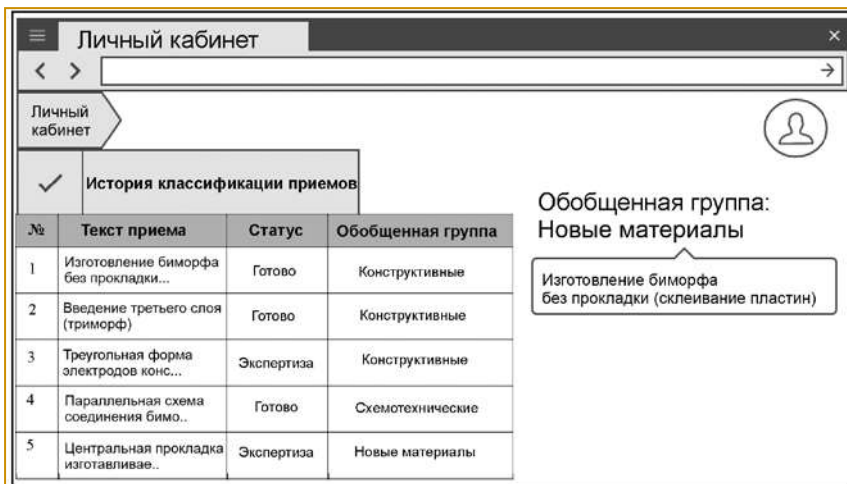 Личный кабинет
Личный
кабинет
История классификации приемов
№ Текст приема Статус Обобщенная группа
1 Изготовление биморфа без прокладки... Готово Конструктивные
2 Введение третьего слоя (триморф) Готово Конструктивные
3 Треугольная форма электродов конс... Экспертиза Конструктивные
4 Параллельная схема соединения бимо.. Готово Схемотехнические
5 Центральная прокладка изготавливае.. Экспертиза Новые материалы
Обобщенная группа:
Новые материалы
Изготовление биморфа
без прокладки (склеивание пластин)